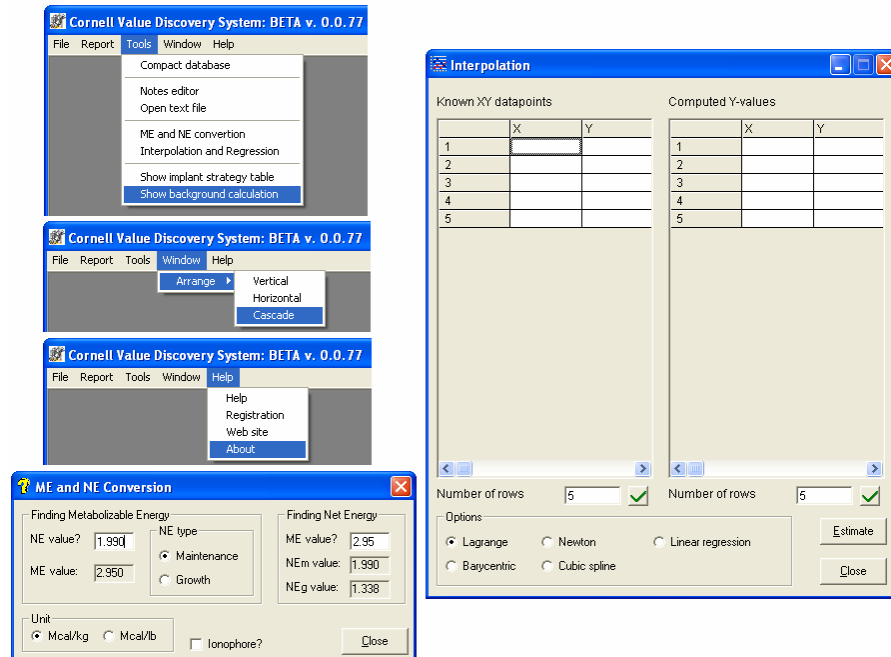 Cornell Value Discovery System: BETA v. 0.0.77
File Report Tools Window Help
Compact database
Notes editor
Open text file
ME and NE convertion
Interpolation and Regression
Show implant strategy table
Show background calculation
Cornell Value Discovery System: BETA v. 0.0.77
File Report Tools Window Help
Arrange
Vertical
Horizontal
Cascade
Cornell Value Discovery System: BETA v. 0.0.77
File Report Tools Window Help
Help
Registration
Web site
About
ME and NE Conversion
Finding Metabolizable Energy
NE value? 1.990
ME value: 2.950
NE type
Maintenance
Growth
Finding Net Energy
ME value? 2.95
NEm value: 1.990
NEg value: 1.338
Unit
Mcal/kg Mcal/lb
Ionophore?
Close
Interpolation
Known XY datapoints Computed Y-values
X Y X Y
1 1
2 2
3 3
4 4
5 5
Number of rows 5 Number of rows 5
Options
Lagrange Newton Linear regression
Barycentric Cubic spline
Estimate
Close